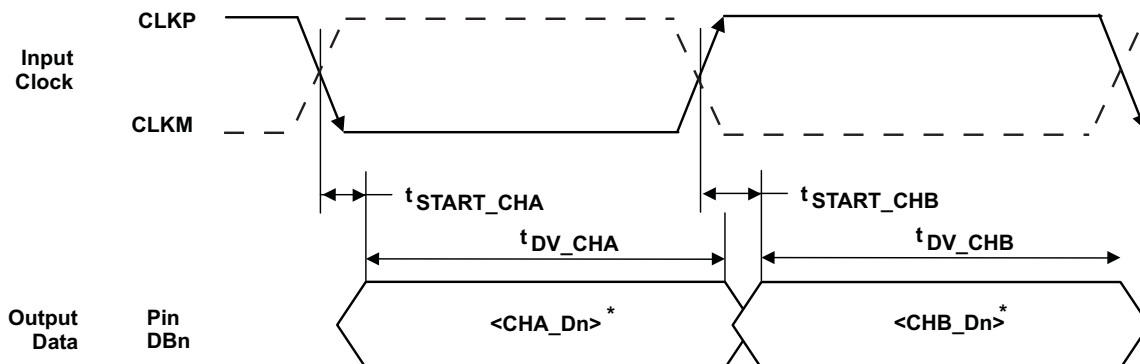 CLKP
Input
Clock
CLKM
tSTART_CHA
tSTART_CHB
tDV_CHA
tDV_CHB
Output
Data
Pin
DBn
<CHA_Dn>*
<CHB_Dn>*